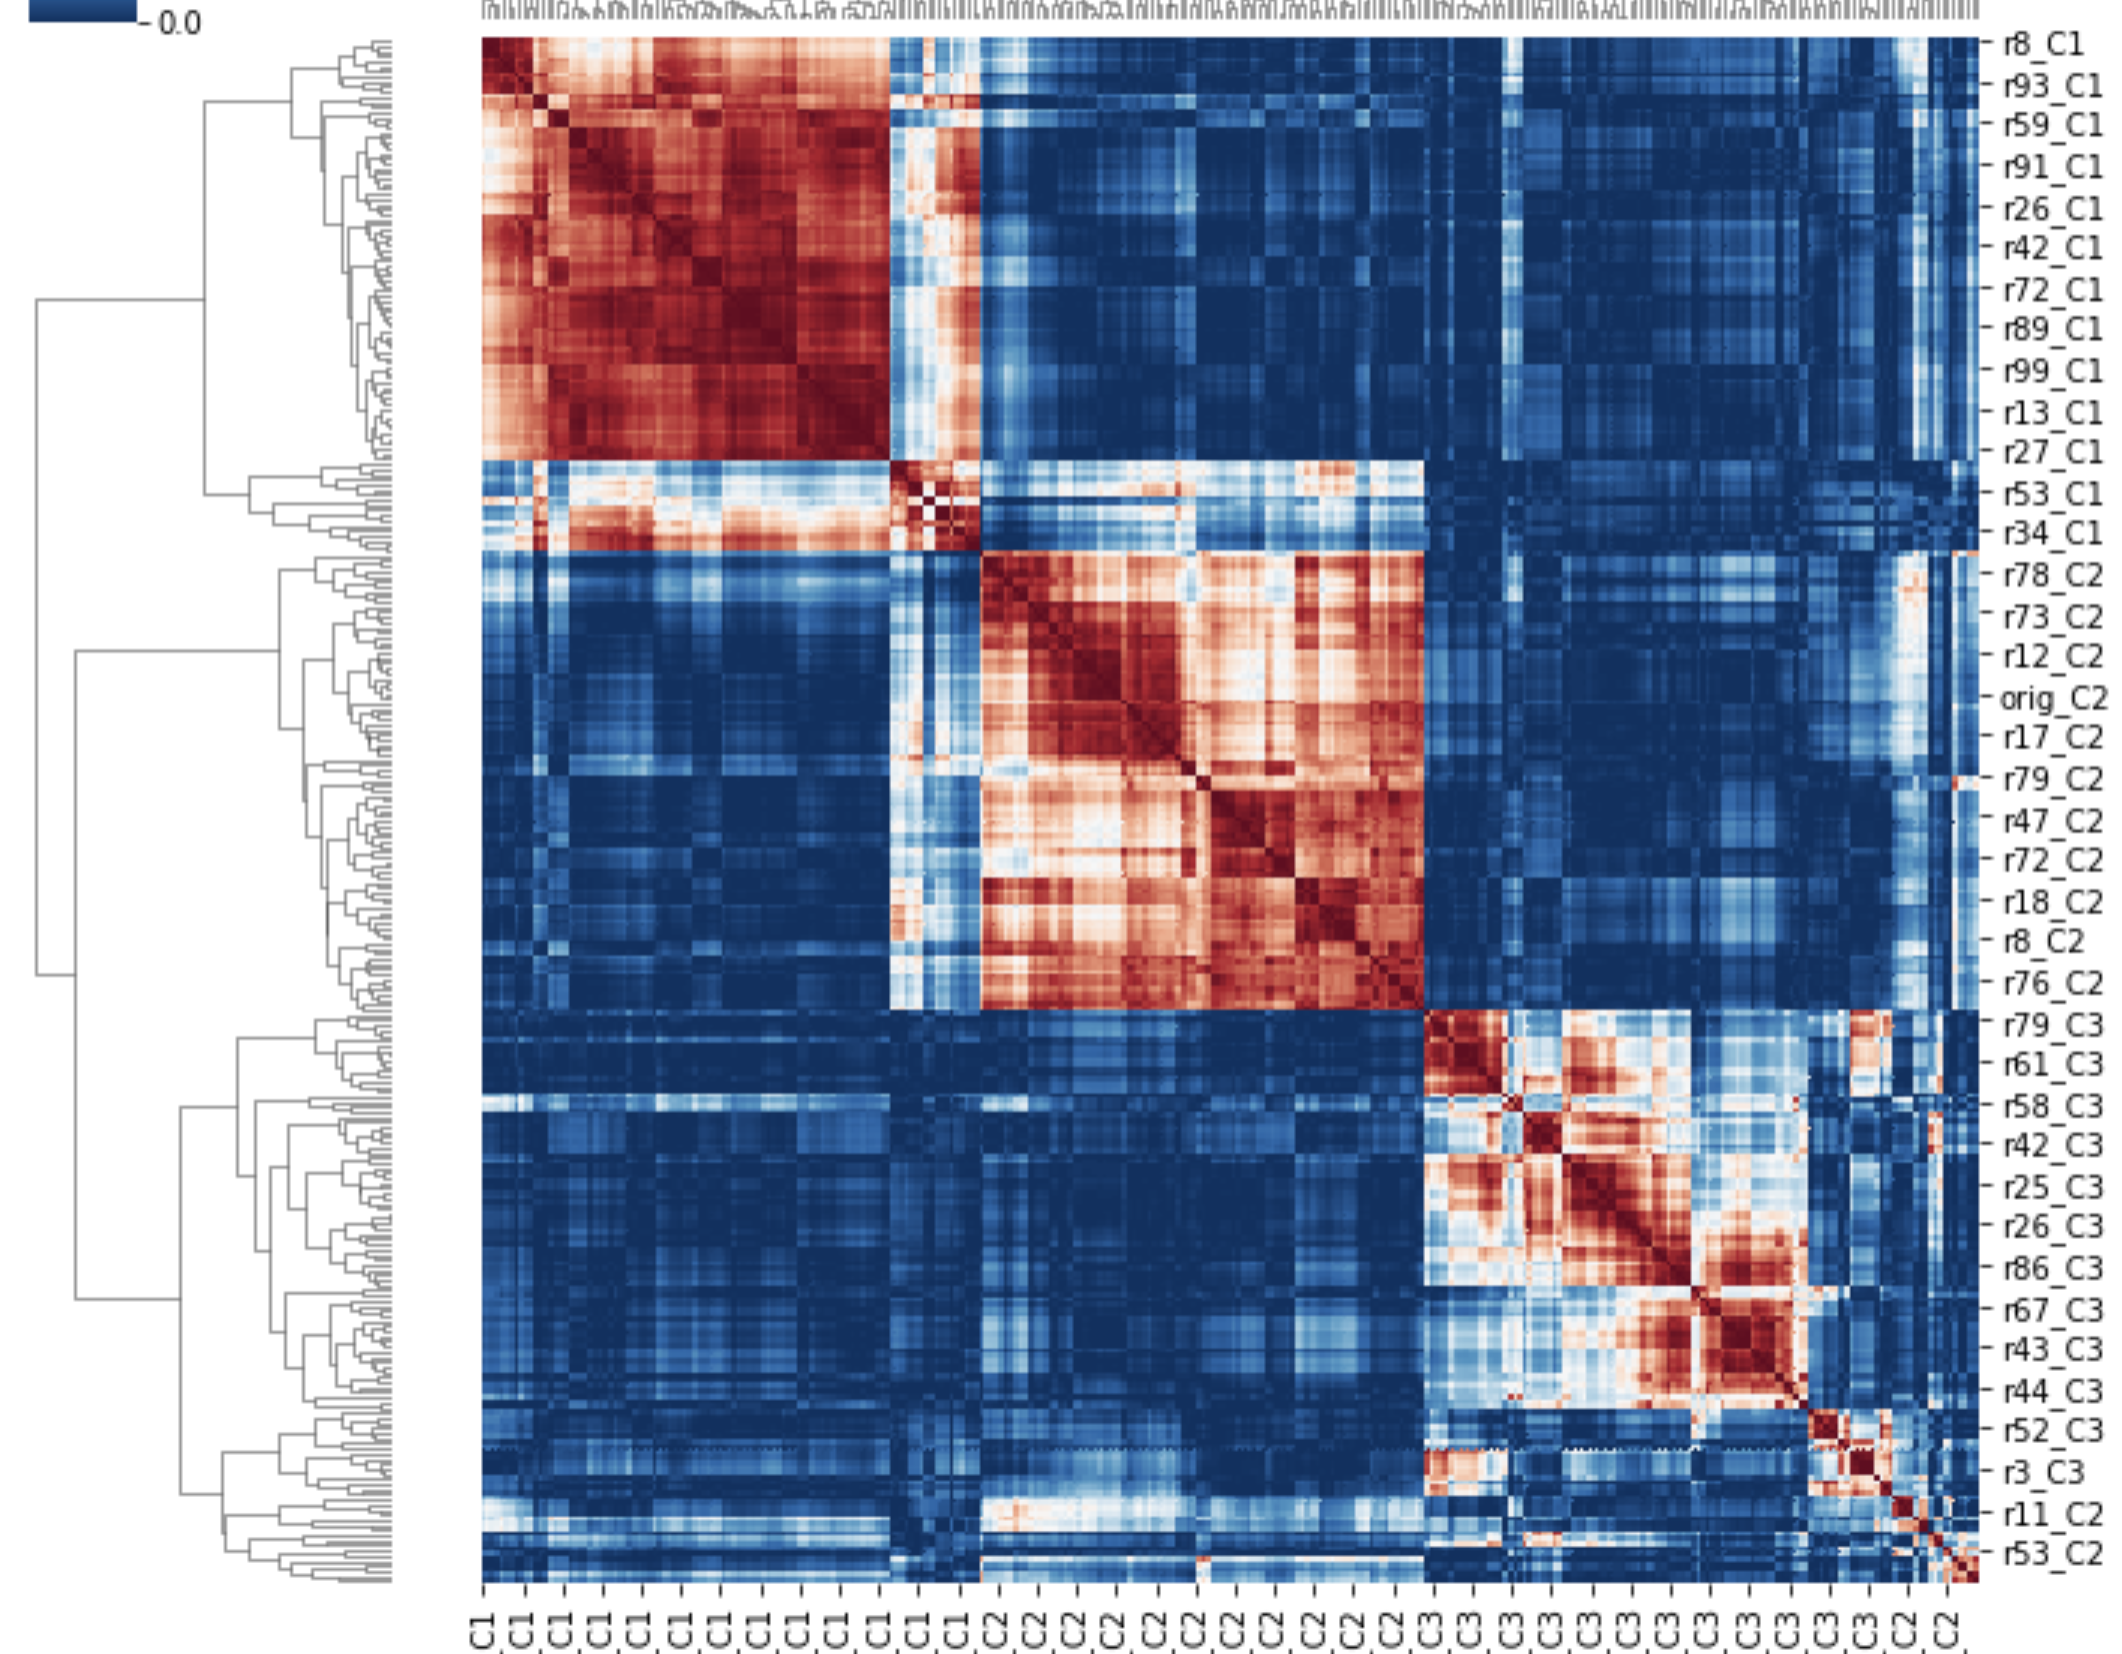 0.0
r8_C1
r93_C1
r59_C1
r91_C1
r26_C1
r42_C1
r72_C1
r89_C1
r99_C1
r13_C1
r27_C1
r53_C1
r34_C1
r78_C2
r73_C2
r12_C2
orig_C2
r17_C2
r79_C2
r47_C2
r72_C2
r18_C2
r8_C2
r76_C2
r79_C3
r61_C3
r58_C3
r42_C3
r25_C3
r26_C3
r86_C3
r67_C3
r43_C3
r44_C3
r52_C3
r3_C3
r11_C2
r53_C2
C1
C1
C1
C1
C1
C1
C1
C1
C1
C1
C1
C1
C1
C2
C2
C2
C2
C2
C2
C2
C2
C2
C2
C2
C3
C3
C3
C3
C3
C3
C3
C3
C3
C3
C3
C3
C2
C2